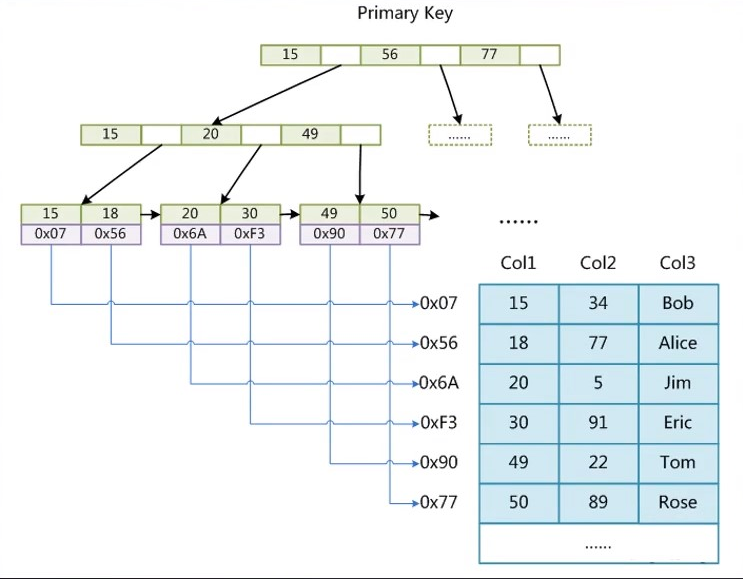 Primary Key
15 56 77
15 20 49 ...... ......
15 18 20 30 49 50
0x07 0x56 0x6A 0xF3 0x90 0x77
......
Col1 Col2 Col3
0x07 15 34 Bob
0x56 18 77 Alice
0x6A 20 5 Jim
0xF3 30 91 Eric
0x90 49 22 Tom
0x77 50 89 Rose
......